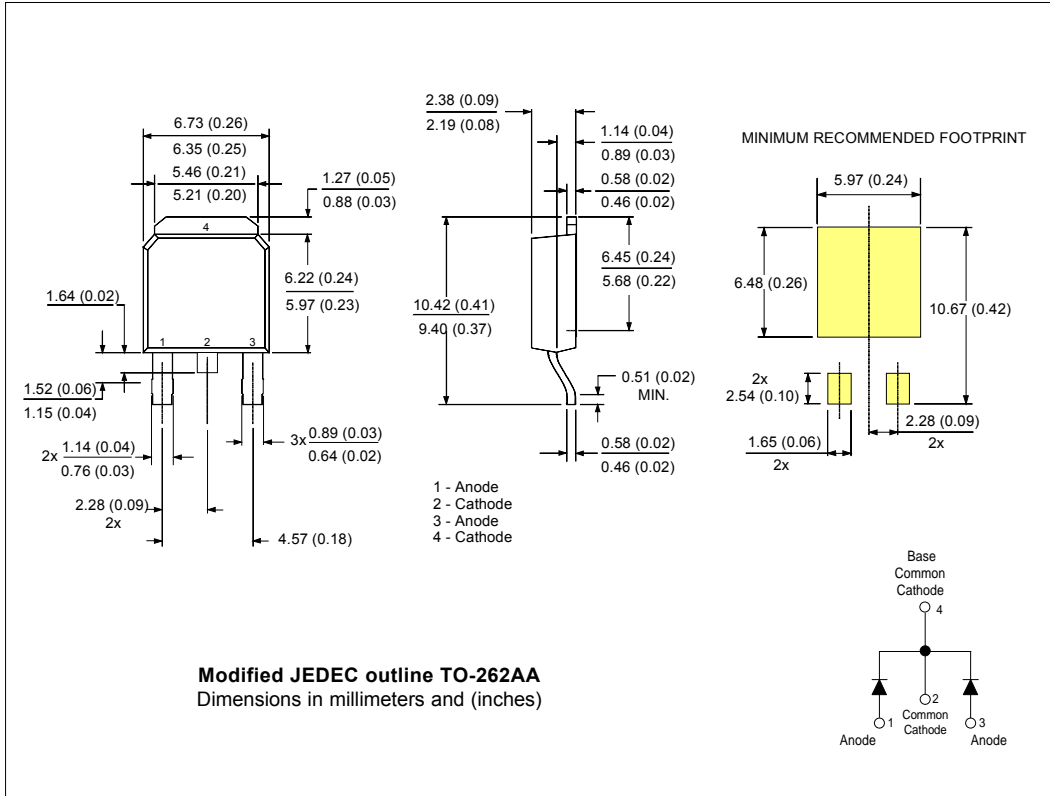 6.73 (0.26)
6.35 (0.25)
5.46 (0.21)
5.21 (0.20)
1.27 (0.05)
0.88 (0.03)
4
6.22 (0.24)
5.97 (0.23)
1.64 (0.02)
1
2
3
1.52 (0.06)
1.15 (0.04)
2x 1.14 (0.04)
0.76 (0.03)
3x 0.89 (0.03)
0.64 (0.02)
2.28 (0.09)
2x
4.57 (0.18)
2.38 (0.09)
2.19 (0.08)
1.14 (0.04)
0.89 (0.03)
0.58 (0.02)
0.46 (0.02)
6.45 (0.24)
5.68 (0.22)
10.42 (0.41)
9.40 (0.37)
0.51 (0.02)
MIN.
0.58 (0.02)
0.46 (0.02)
1 - Anode
2 - Cathode
3 - Anode
4 - Cathode
MINIMUM RECOMMENDED FOOTPRINT
5.97 (0.24)
6.48 (0.26)
10.67 (0.42)
2x
2.54 (0.10)
2.28 (0.09)
2x
1.65 (0.06)
2x
Base
Common
Cathode
4
2
Common
Cathode
1
Anode
3
Anode
Modified JEDEC outline TO-262AA
Dimensions in millimeters and (inches)